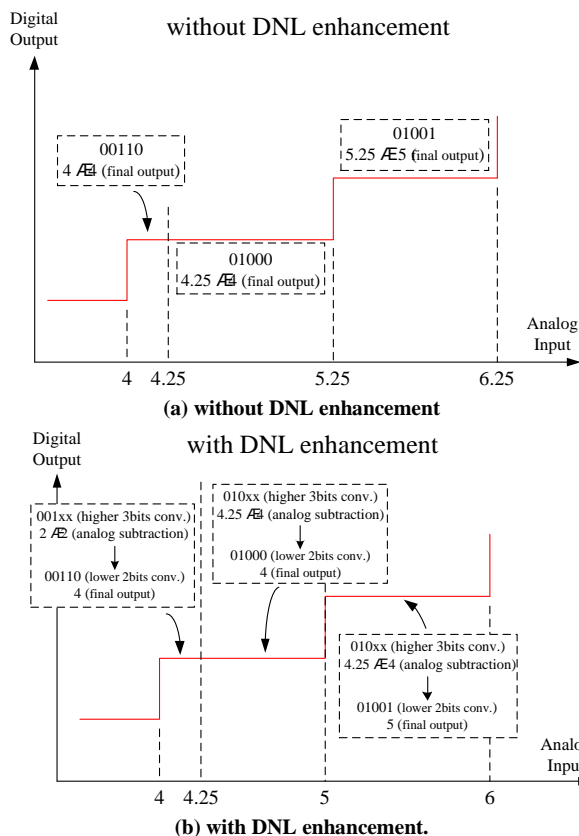 Digital
Output
without DNL enhancement
00110
4 Æ4 (final output)
01001
5.25 Æ5 (final output)
01000
4.25 Æ4 (final output)
Analog
Input
4
4.25
5.25
6.25
(a) without DNL enhancement
Digital
Output
with DNL enhancement
001xx (higher 3bits conv.)
2 Æ2 (analog subtraction)
00110 (lower 2bits conv.)
4 (final output)
010xx (higher 3bits conv.)
4.25 Æ4 (analog subtraction)
01000 (lower 2bits conv.)
4 (final output)
010xx (higher 3bits conv.)
4.25 Æ4 (analog subtraction)
01001 (lower 2bits conv.)
5 (final output)
Analog
Input
4
4.25
5
6
(b) with DNL enhancement.